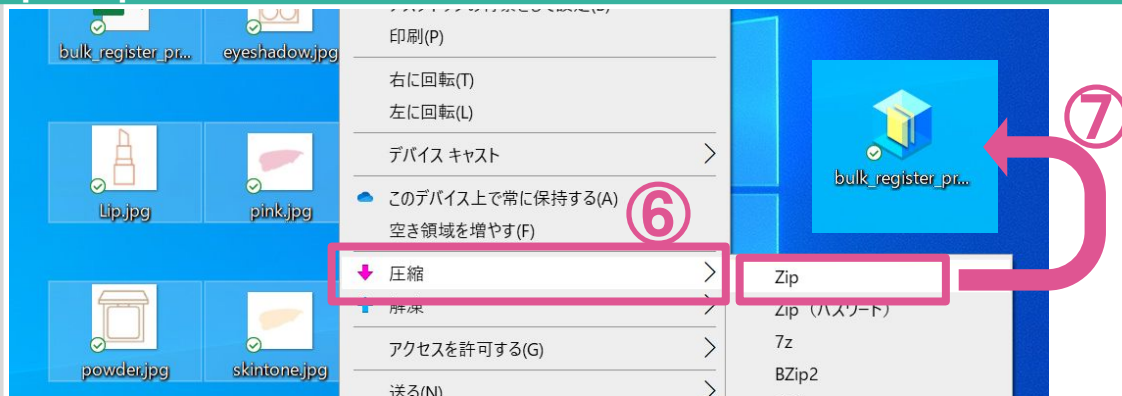 bulk_register_pr...
eyeshadow.jpg
Lip.jpg
pink.jpg
powder.jpg
skintone.jpg
印刷(P)
右に回転(T)
左に回転(L)
デバイス キャスト
このデバイス上で常に保持する(A)
空き領域を増やす(F)
⑥
圧縮
解凍
アクセスを許可する(G)
送る(N)
Zip
Zip（パスワード）
7z
BZip2
bulk_register_pr...
⑦